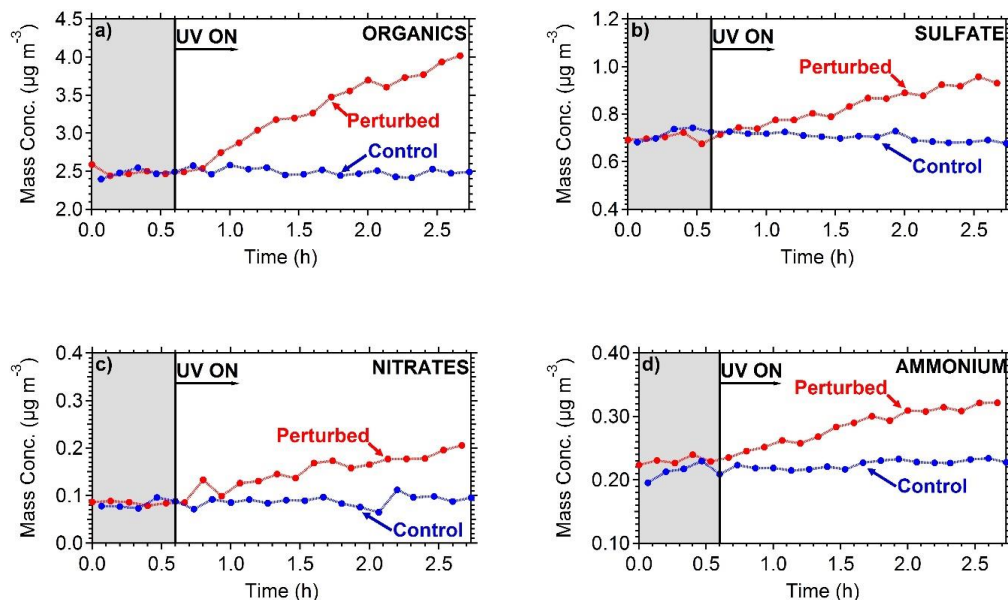 a)
UV ON
ORGANICS
Perturbed
Control
Mass Conc. (µg m⁻³)
4.5
4.0
3.5
3.0
2.5
2.0
0.0 0.5 1.0 1.5 2.0 2.5
Time (h)
b)
UV ON
SULFATE
Perturbed
Control
Mass Conc. (µg m⁻³)
1.2
1.0
0.8
0.6
0.4
0.0 0.5 1.0 1.5 2.0 2.5
Time (h)
c)
UV ON
NITRATES
Perturbed
Control
Mass Conc. (µg m⁻³)
0.4
0.3
0.2
0.1
0.0
0.0 0.5 1.0 1.5 2.0 2.5
Time (h)
d)
UV ON
AMMONIUM
Perturbed
Control
Mass Conc. (µg m⁻³)
0.40
0.30
0.20
0.10
0.0 0.5 1.0 1.5 2.0 2.5
Time (h)